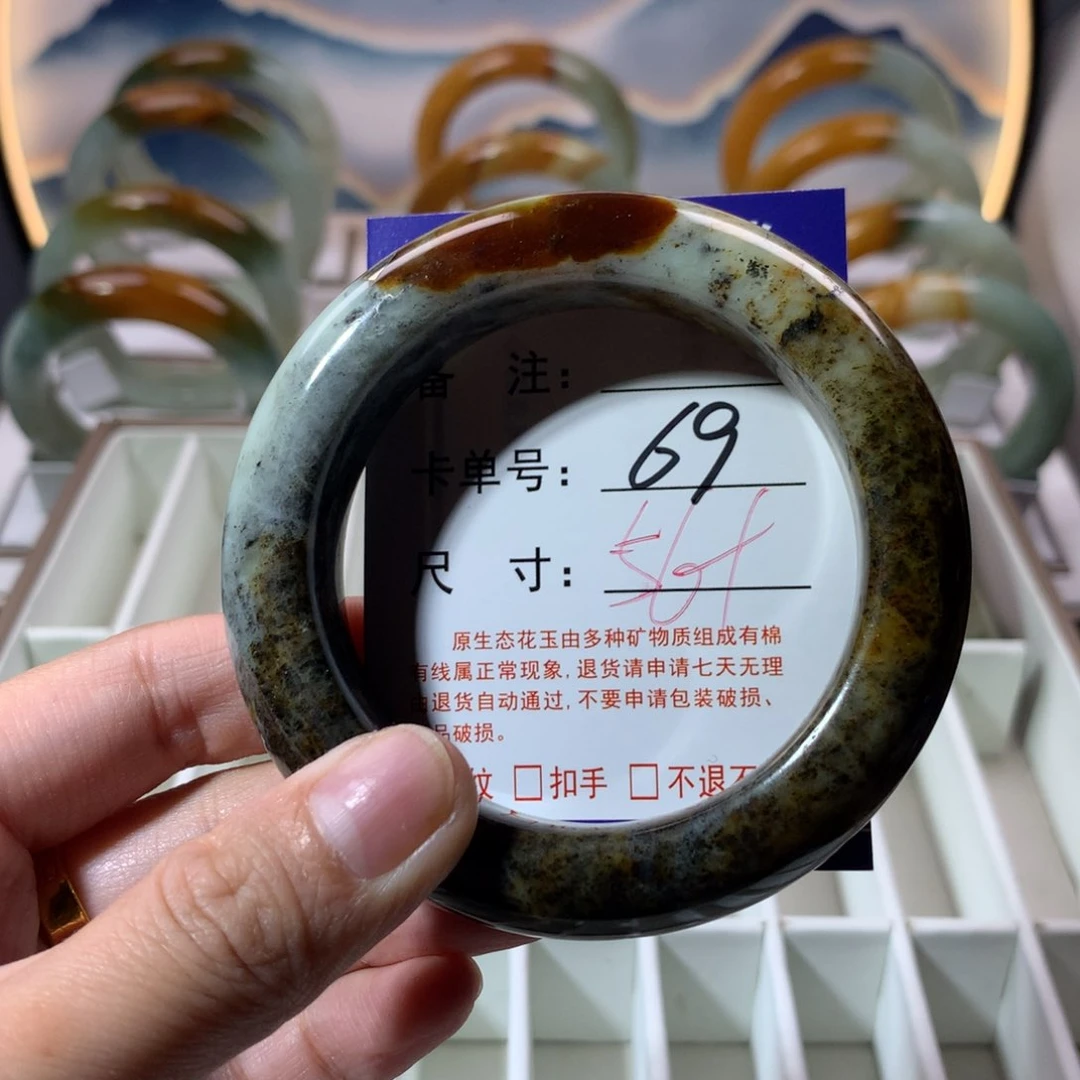 备 注：
卡单号： 69
尺 寸： 56
原生态花玉由多种矿物质组成有棉
有线属正常现象，退货请申请七天无理
由退货自动通过，不要申请包装破损、
品破损。
纹 □扣手 □不退不